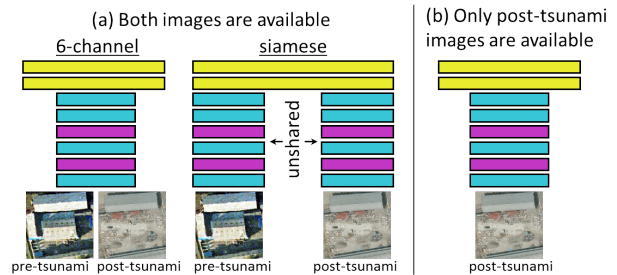 (a) Both images are available
6-channel
siamese
unshared
pre-tsunami
post-tsunami
pre-tsunami
post-tsunami
(b) Only post-tsunami
images are available
post-tsunami